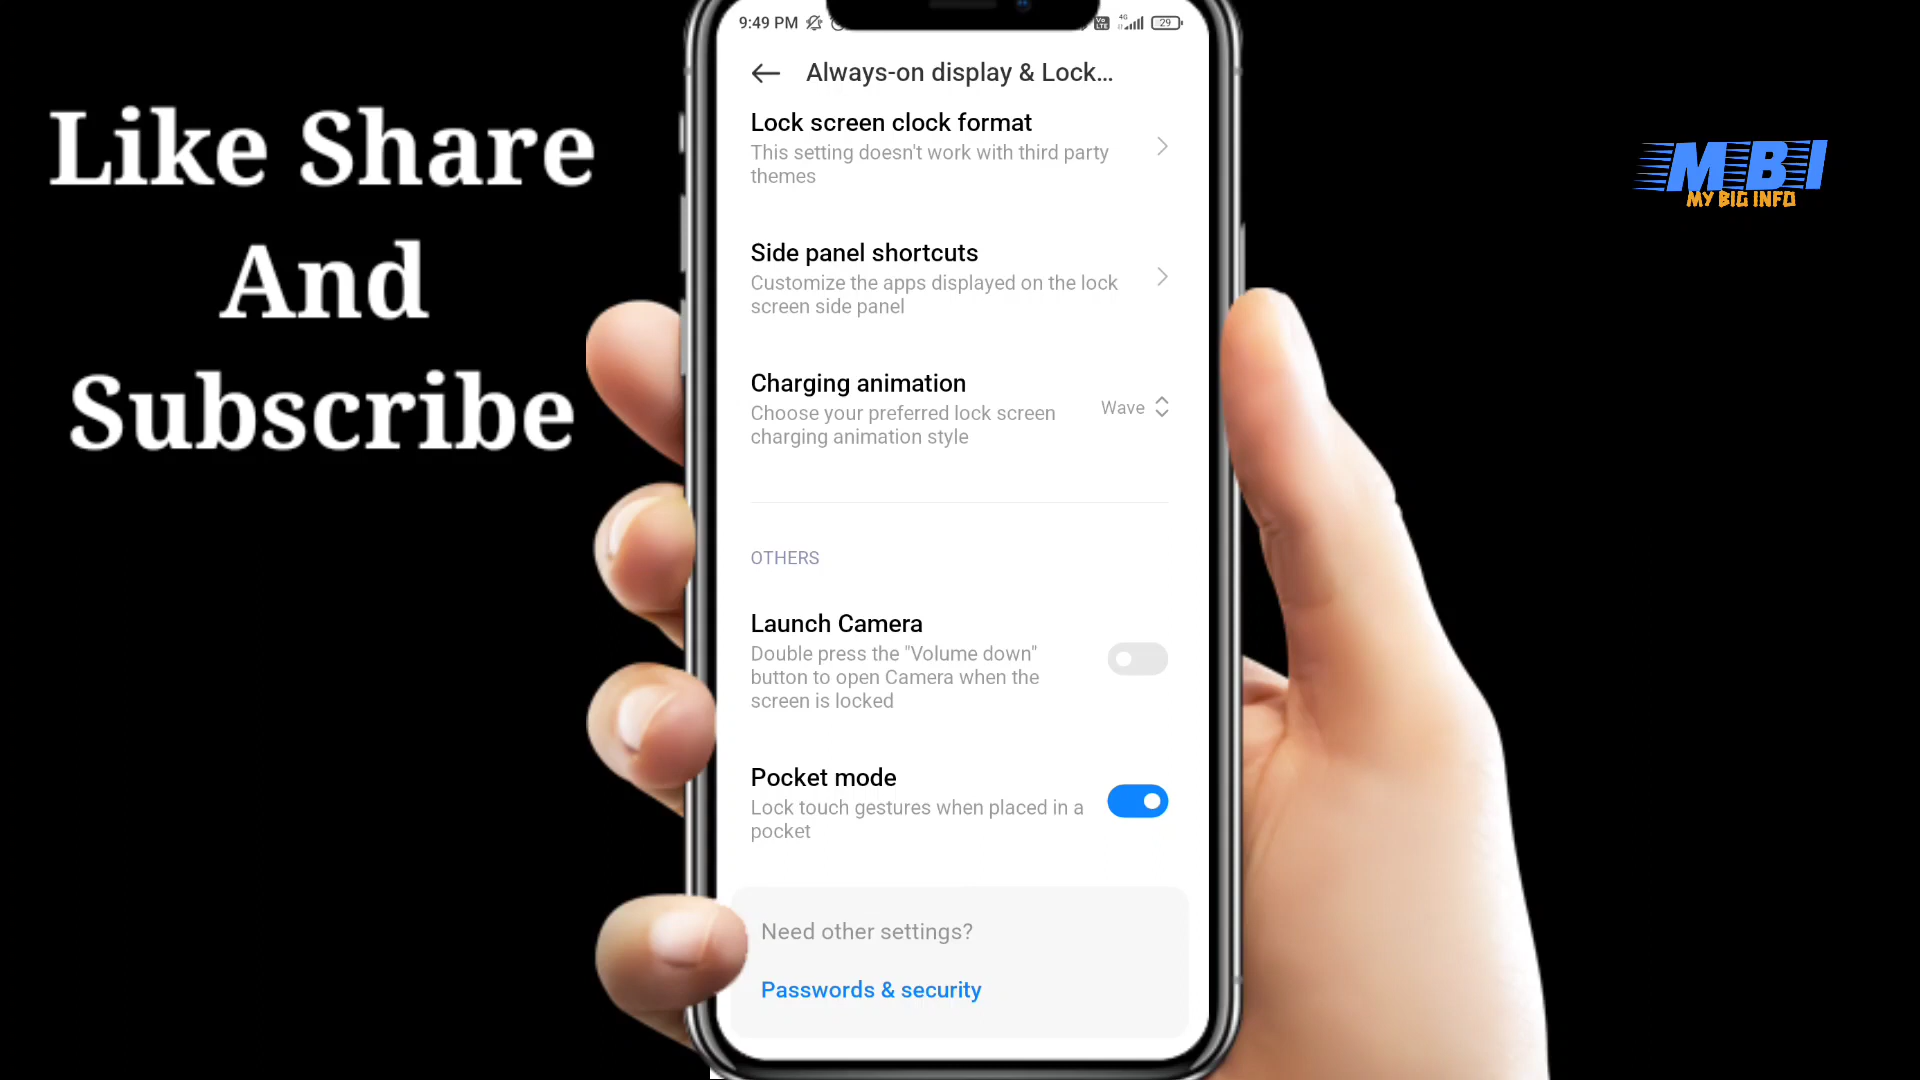 Like Share
And
Subscribe
MBI
MY BIG INFO
9:49 PM
Vo
LTE
4G
29
Always-on display & Lock...
Lock screen clock format
This setting doesn't work with third party
themes
Side panel shortcuts
Customize the apps displayed on the lock
screen side panel
Charging animation
Choose your preferred lock screen
charging animation style
Wave
OTHERS
Launch Camera
Double press the "Volume down"
button to open Camera when the
screen is locked
Pocket mode
Lock touch gestures when placed in a
pocket
Need other settings?
Passwords & security